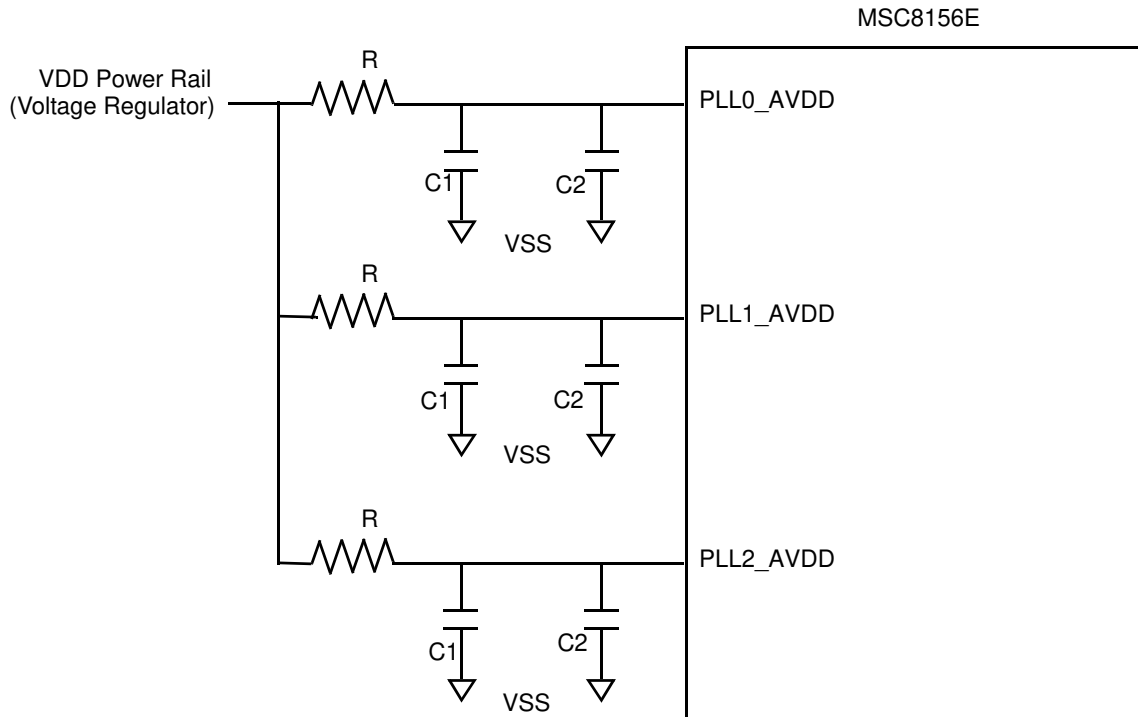 MSC8156E
R
VDD Power Rail
(Voltage Regulator)
PLL0_AVDD
C1
C2
VSS
R
PLL1_AVDD
C1
C2
VSS
R
PLL2_AVDD
C1
C2
VSS